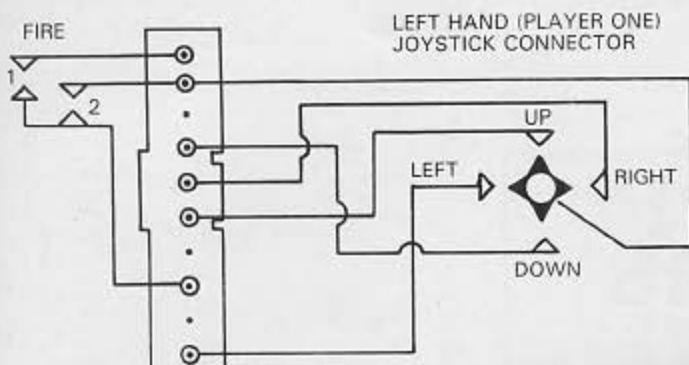 FIRE
LEFT HAND (PLAYER ONE)
JOYSTICK CONNECTOR
1
2
UP
LEFT
RIGHT
DOWN